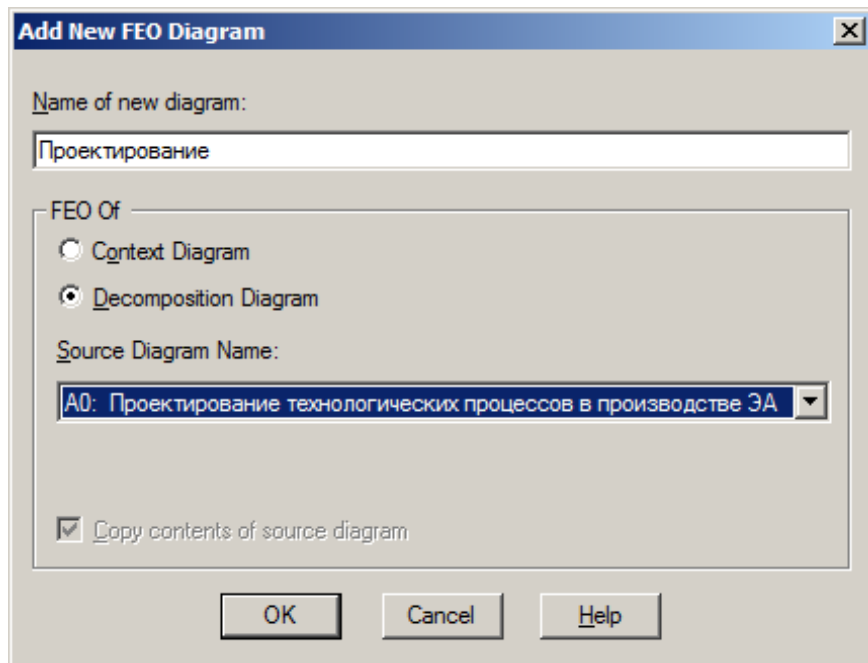 Add New FEO Diagram
Name of new diagram:
Проектирование
FEO Of
Context Diagram
Decomposition Diagram
Source Diagram Name:
А0: Проектирование технологических процессов в производстве ЭА
Copy contents of source diagram
OK Cancel Help